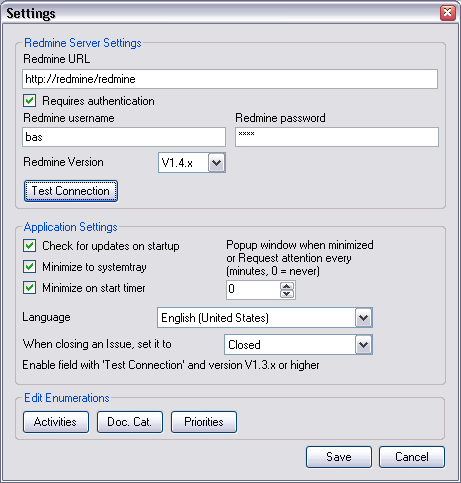 Settings
Redmine Server Settings
Redmine URL
http://redmine/redmine
Requires authentication
Redmine username
Redmine password
bas
****
Redmine Version
V1.4.x
Test Connection
Application Settings
Check for updates on startup
Minimize to systemtray
Minimize on start timer
Popup window when minimized
or Request attention every
(minutes, 0 = never)
0
Language
English (United States)
When closing an Issue, set it to
Closed
Enable field with 'Test Connection' and version V1.3.x or higher
Edit Enumerations
Activities
Doc. Cat.
Priorities
Save
Cancel